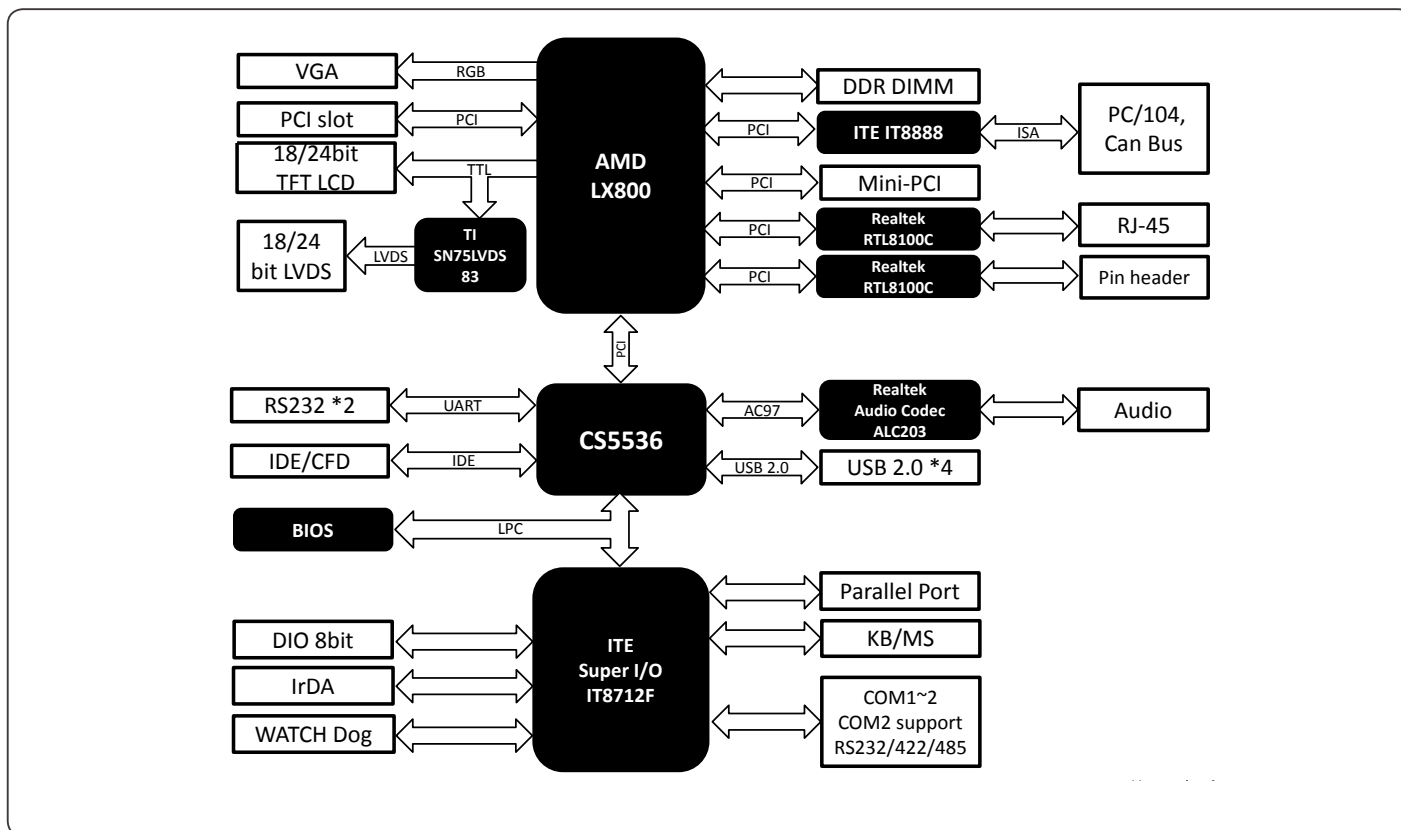 VGA
RGB
PCI slot
PCI
18/24bit
TFT LCD
TTL
18/24
bit LVDS
LVDS
TI
SN75LVDS
83
AMD
LX800
DDR DIMM
PCI
ITE IT8888
ISA
PC/104,
Can Bus
PCI
Mini-PCI
PCI
Realtek
RTL8100C
RJ-45
PCI
Realtek
RTL8100C
Pin header
PCI
RS232 *2
UART
IDE/CFD
IDE
CS5536
AC97
Realtek
Audio Codec
ALC203
Audio
USB 2.0
USB 2.0 *4
BIOS
LPC
DIO 8bit
IrDA
WATCH Dog
ITE
Super I/O
IT8712F
Parallel Port
KB/MS
COM1~2
COM2 support
RS232/422/485